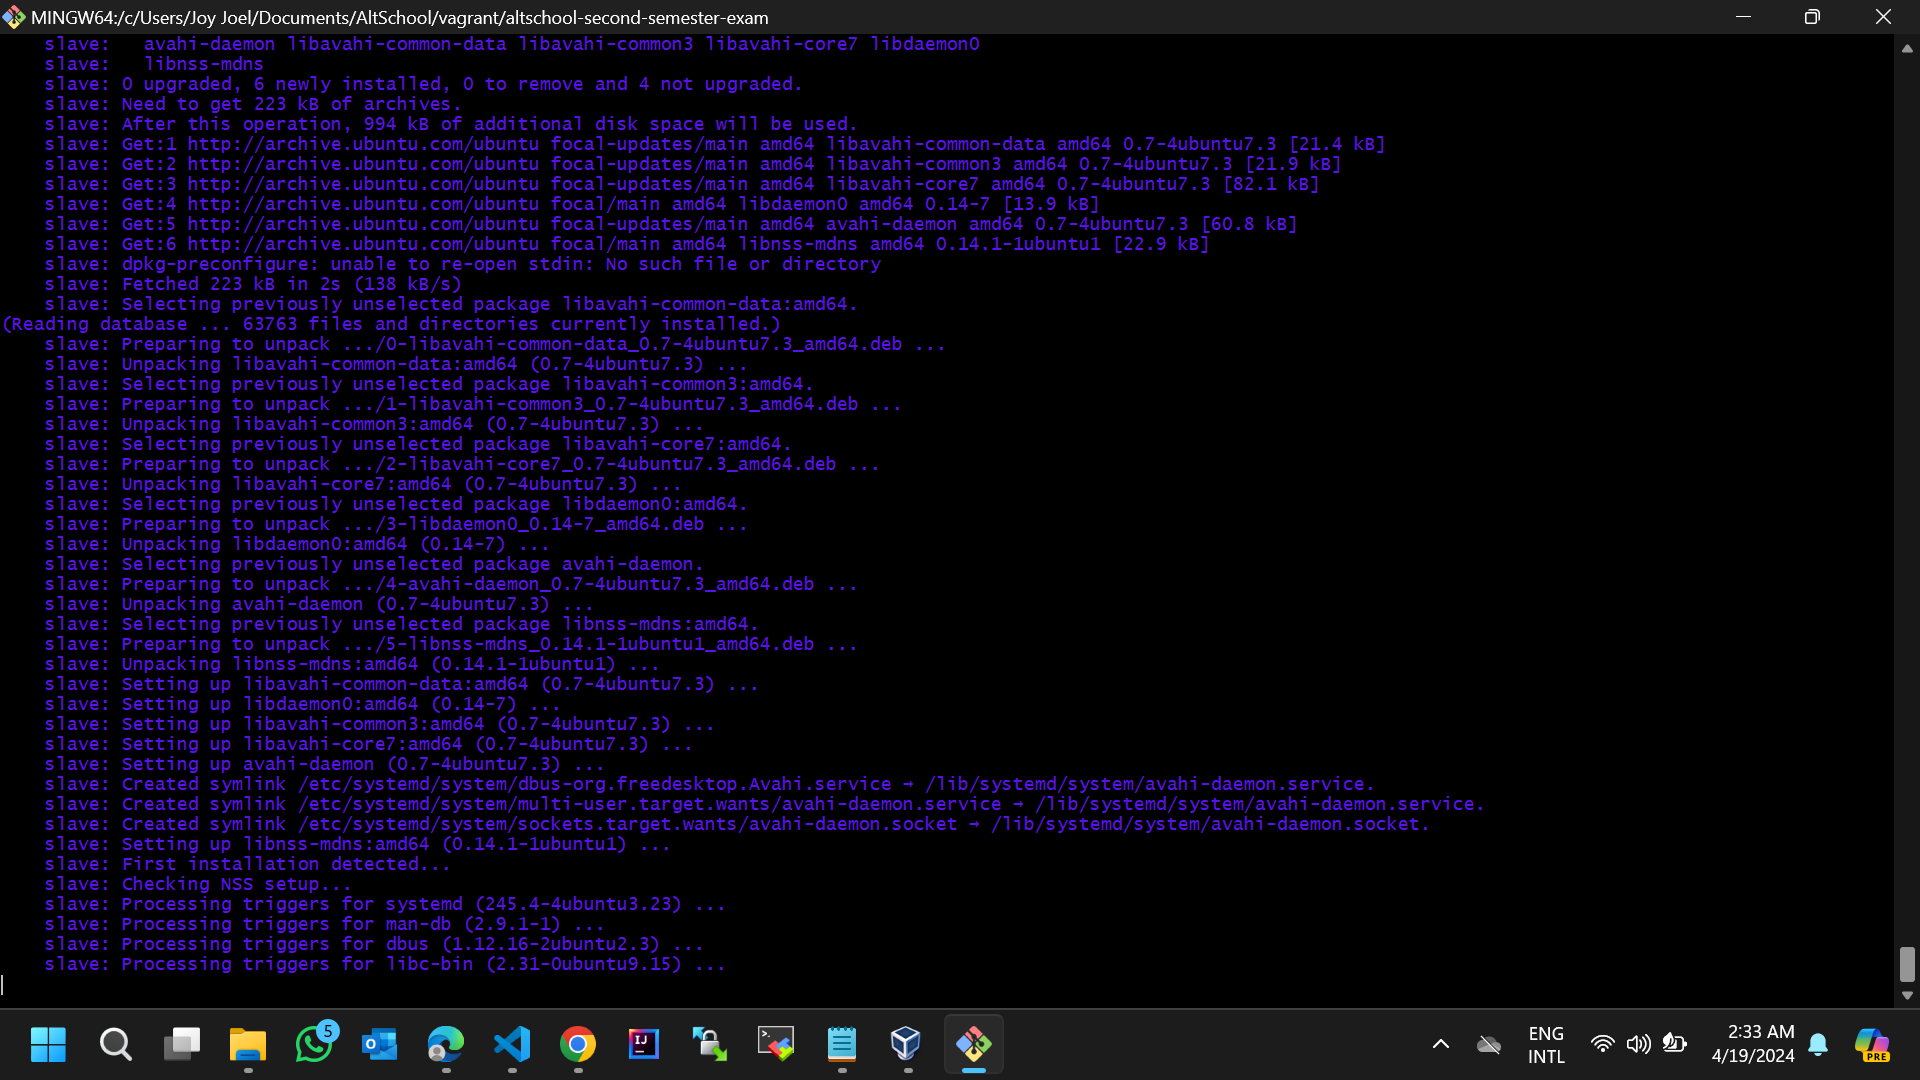 MINGW64:/c/Users/Joy Joel/Documents/AltSchool/vagrant/altschool-second-semester-exam
slave:   avahi-daemon libavahi-common-data libavahi-common3 libavahi-core7 libdaemon0
slave:   libnss-mdns
slave: 0 upgraded, 6 newly installed, 0 to remove and 4 not upgraded.
slave: Need to get 223 kB of archives.
slave: After this operation, 994 kB of additional disk space will be used.
slave: Get:1 http://archive.ubuntu.com/ubuntu focal-updates/main amd64 libavahi-common-data amd64 0.7-4ubuntu7.3 [21.4 kB]
slave: Get:2 http://archive.ubuntu.com/ubuntu focal-updates/main amd64 libavahi-common3 amd64 0.7-4ubuntu7.3 [21.9 kB]
slave: Get:3 http://archive.ubuntu.com/ubuntu focal-updates/main amd64 libavahi-core7 amd64 0.7-4ubuntu7.3 [82.1 kB]
slave: Get:4 http://archive.ubuntu.com/ubuntu focal/main amd64 libdaemon0 amd64 0.14-7 [13.9 kB]
slave: Get:5 http://archive.ubuntu.com/ubuntu focal-updates/main amd64 avahi-daemon amd64 0.7-4ubuntu7.3 [60.8 kB]
slave: Get:6 http://archive.ubuntu.com/ubuntu focal/main amd64 libnss-mdns amd64 0.14.1-1ubuntu1 [22.9 kB]
slave: dpkg-preconfigure: unable to re-open stdin: No such file or directory
slave: Fetched 223 kB in 2s (138 kB/s)
slave: Selecting previously unselected package libavahi-common-data:amd64.
(Reading database ... 63763 files and directories currently installed.)
slave: Preparing to unpack .../0-libavahi-common-data_0.7-4ubuntu7.3_amd64.deb ...
slave: Unpacking libavahi-common-data:amd64 (0.7-4ubuntu7.3) ...
slave: Selecting previously unselected package libavahi-common3:amd64.
slave: Preparing to unpack .../1-libavahi-common3_0.7-4ubuntu7.3_amd64.deb ...
slave: Unpacking libavahi-common3:amd64 (0.7-4ubuntu7.3) ...
slave: Selecting previously unselected package libavahi-core7:amd64.
slave: Preparing to unpack .../2-libavahi-core7_0.7-4ubuntu7.3_amd64.deb ...
slave: Unpacking libavahi-core7:amd64 (0.7-4ubuntu7.3) ...
slave: Selecting previously unselected package libdaemon0:amd64.
slave: Preparing to unpack .../3-libdaemon0_0.14-7_amd64.deb ...
slave: Unpacking libdaemon0:amd64 (0.14-7) ...
slave: Selecting previously unselected package avahi-daemon.
slave: Preparing to unpack .../4-avahi-daemon_0.7-4ubuntu7.3_amd64.deb ...
slave: Unpacking avahi-daemon (0.7-4ubuntu7.3) ...
slave: Selecting previously unselected package libnss-mdns:amd64.
slave: Preparing to unpack .../5-libnss-mdns_0.14.1-1ubuntu1_amd64.deb ...
slave: Unpacking libnss-mdns:amd64 (0.14.1-1ubuntu1) ...
slave: Setting up libavahi-common-data:amd64 (0.7-4ubuntu7.3) ...
slave: Setting up libdaemon0:amd64 (0.14-7) ...
slave: Setting up libavahi-common3:amd64 (0.7-4ubuntu7.3) ...
slave: Setting up libavahi-core7:amd64 (0.7-4ubuntu7.3) ...
slave: Setting up avahi-daemon (0.7-4ubuntu7.3) ...
slave: Created symlink /etc/systemd/system/dbus-org.freedesktop.Avahi.service → /lib/systemd/system/avahi-daemon.service.
slave: Created symlink /etc/systemd/system/multi-user.target.wants/avahi-daemon.service → /lib/systemd/system/avahi-daemon.service.
slave: Created symlink /etc/systemd/system/sockets.target.wants/avahi-daemon.socket → /lib/systemd/system/avahi-daemon.socket.
slave: Setting up libnss-mdns:amd64 (0.14.1-1ubuntu1) ...
slave: First installation detected...
slave: Checking NSS setup...
slave: Processing triggers for systemd (245.4-4ubuntu3.23) ...
slave: Processing triggers for man-db (2.9.1-1) ...
slave: Processing triggers for dbus (1.12.16-2ubuntu2.3) ...
slave: Processing triggers for libc-bin (2.31-0ubuntu9.15) ...
5
IJ
ENG
INTL
2:33 AM
4/19/2024
PRE